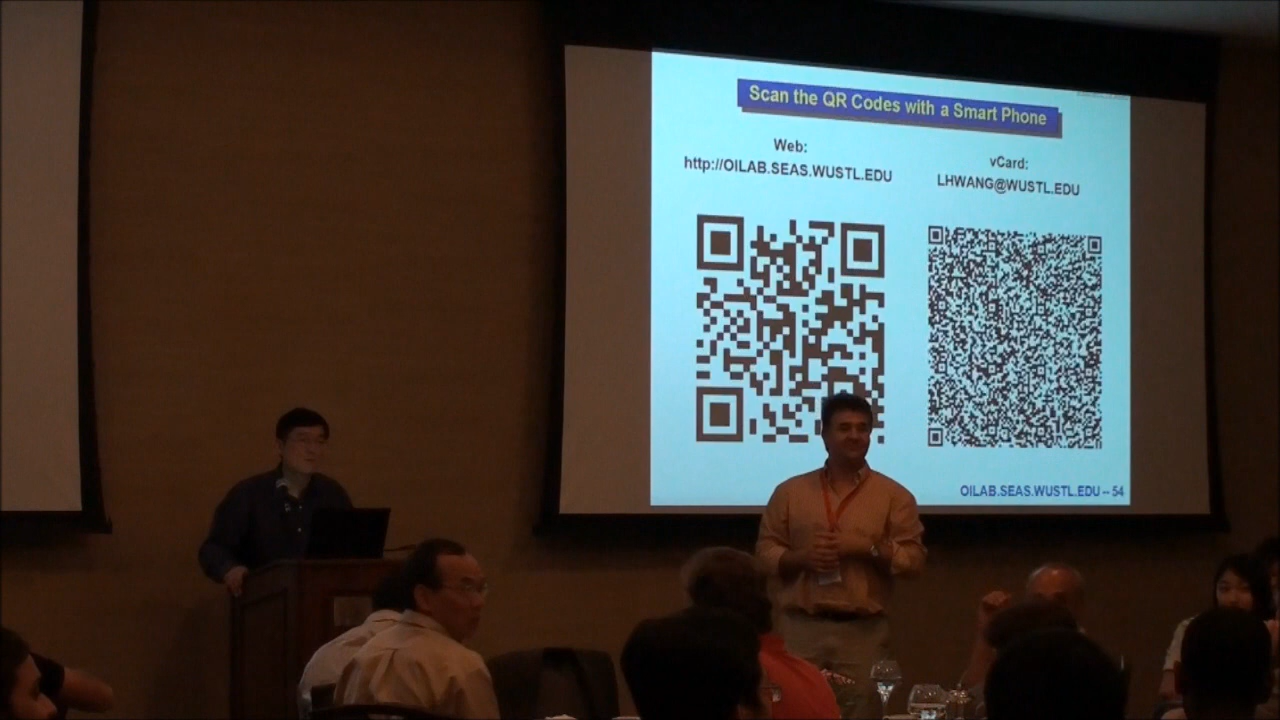 Scan the QR Codes with a Smart Phone
Web:
http://OILAB.SEAS.WUSTL.EDU
vCard:
LHWANG@WUSTL.EDU
OILAB.SEAS.WUSTL.EDU – 54